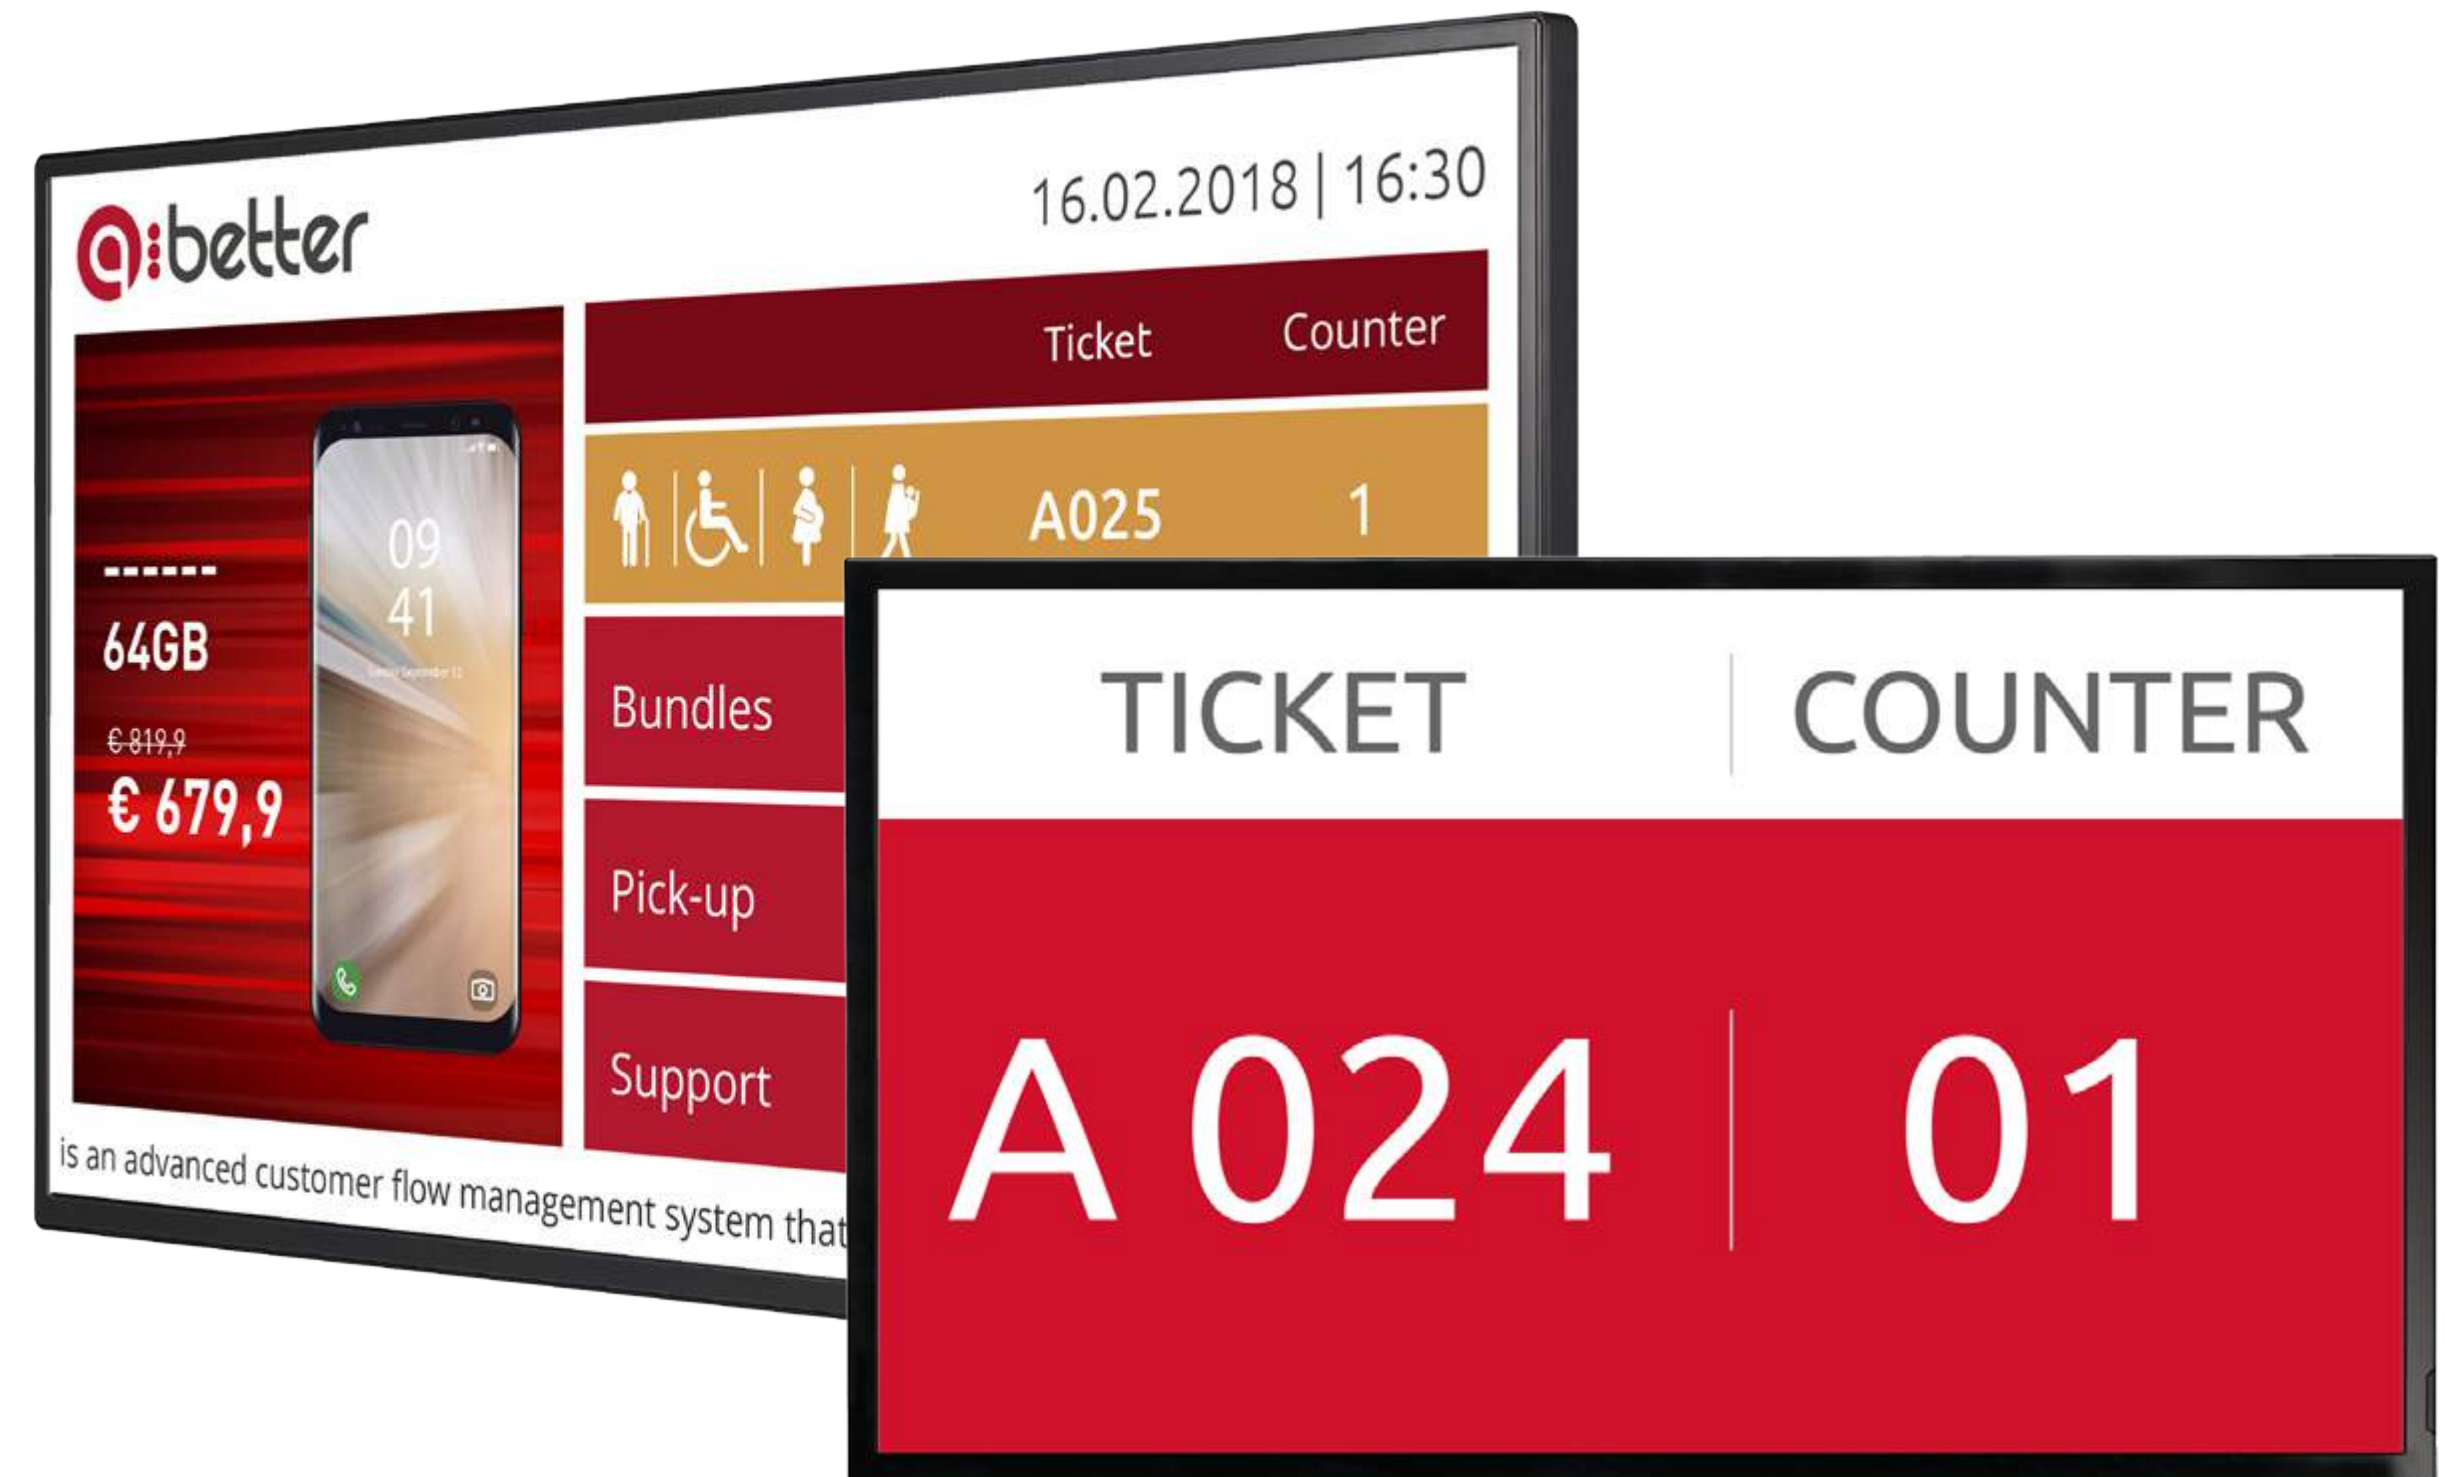 q:better
16.02.2018 | 16:30
Ticket Counter
A025 1
09
41
64GB
€ 819,9
€ 679,9
Bundles
Pick-up
Support
is an advanced customer flow management system that
TICKET COUNTER
A 024 01